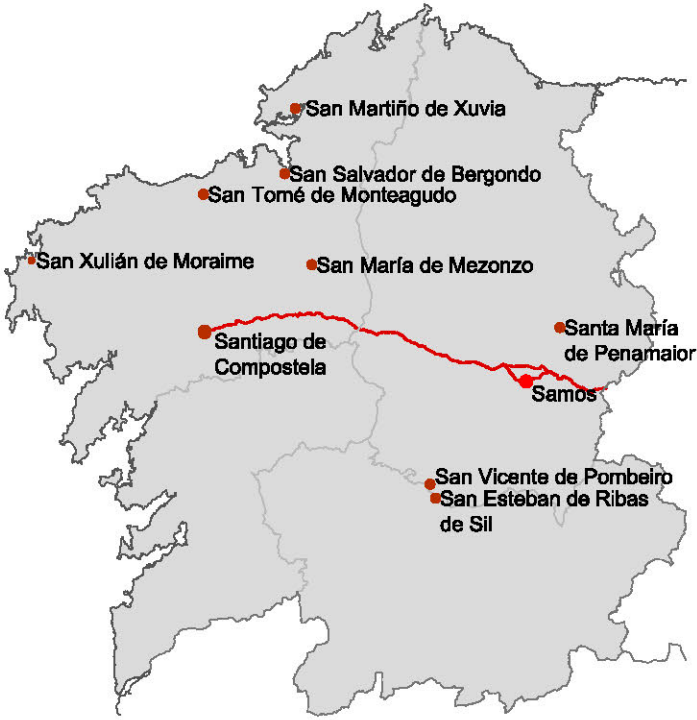 San Martiño de Xuvia
San Salvador de Bergondo
San Tomé de Monteagudo
San Xulián de Moraime
San María de Mezonzo
Santiago de
Compostela
Santa María
de Penamaior
Samos
San Vicente de Pombeiro
San Esteban de Ribas
de Sil